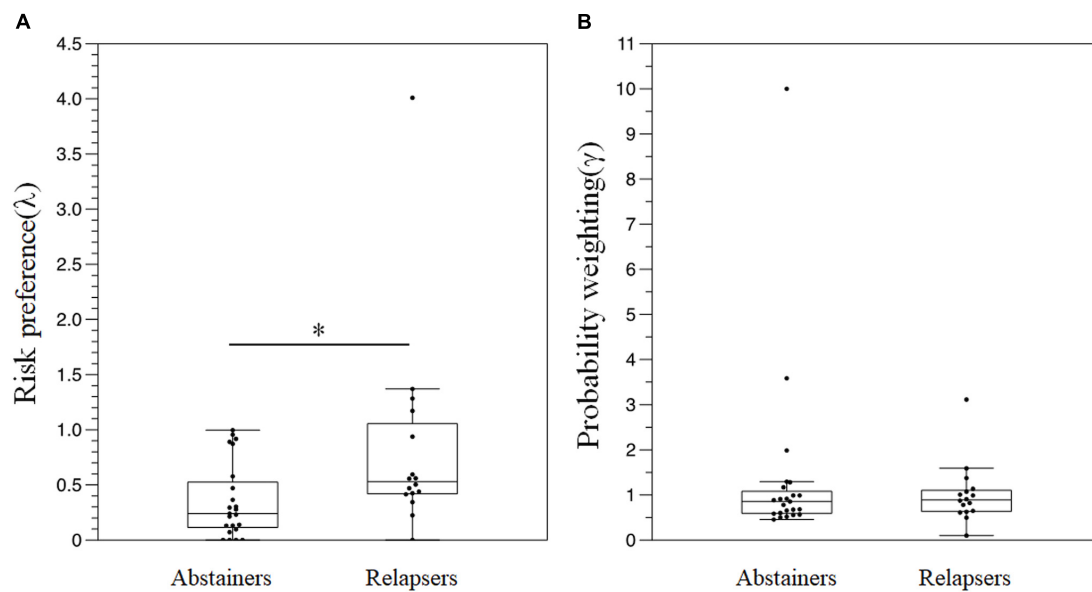 A
B
Risk preference(λ)
4.5
4.0
3.5
3.0
2.5
2.0
1.5
1.0
0.5
0
*
Abstainers
Relapsers
Probability weighting(γ)
11
10
9
8
7
6
5
4
3
2
1
0
Abstainers
Relapsers